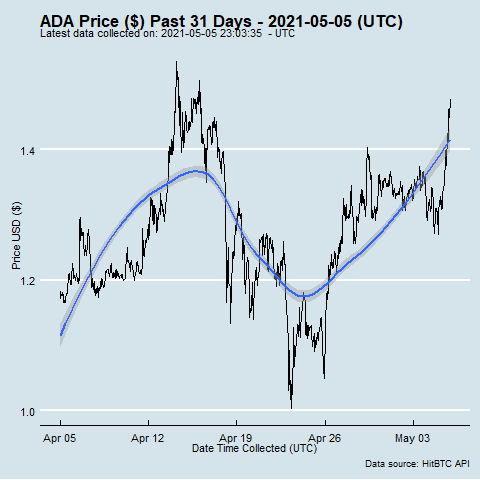 ADA Price ($) Past 31 Days - 2021-05-05 (UTC)
Latest data collected on: 2021-05-05 23:03:35 - UTC
Price USD ($)
1.4
1.2
1.0
Apr 05 Apr 12 Apr 19 Apr 26 May 03
Date Time Collected (UTC)
Data source: HitBTC API